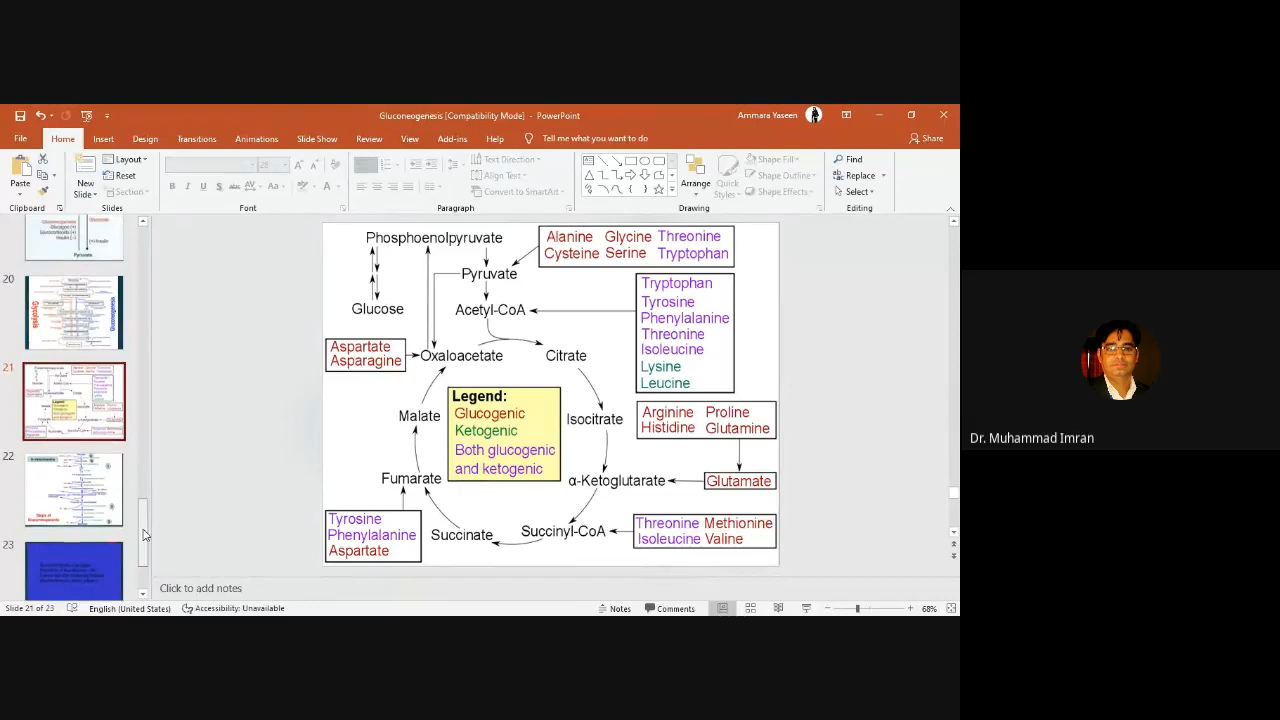 Gluconeogenesis [Compatibility Mode] - PowerPoint
Ammara Yaseen
File Home Insert Design Transitions Animations Slide Show Review View Add-ins Help Tell me what you want to do
Share
Paste
New
Slide
Layout
Reset
Section
28
Text Direction
Align Text
Convert to SmartArt
Arrange
Quick
Styles
Shape Fill
Shape Outline
Shape Effects
Find
Replace
Select
Clipboard Slides Font Paragraph Drawing Editing
Pyruvate
20
Glycolysis
21
22
23
Phosphoenolpyruvate
Alanine Glycine Threonine
Cysteine Serine Tryptophan
Pyruvate
Glucose
Acetyl-CoA
Tryptophan
Tyrosine
Phenylalanine
Threonine
Isoleucine
Lysine
Leucine
Aspartate
Asparagine
Oxaloacetate
Citrate
Legend:
Glucogenic
Ketogenic
Both glucogenic
and ketogenic
Malate
Isocitrate
Arginine Proline
Histidine Glutamine
Fumarate
α-Ketoglutarate
Glutamate
Tyrosine
Phenylalanine
Aspartate
Succinate
Succinyl-CoA
Threonine Methionine
Isoleucine Valine
Click to add notes
Slide 21 of 23 English (United States) Accessibility: Unavailable Notes Comments 68%
Dr. Muhammad Imran